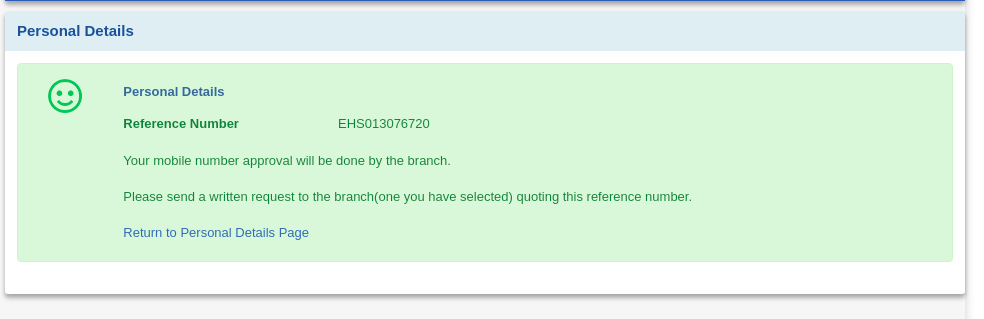 Personal Details
Personal Details
Reference Number EHS013076720
Your mobile number approval will be done by the branch.
Please send a written request to the branch(one you have selected) quoting this reference number.
Return to Personal Details Page